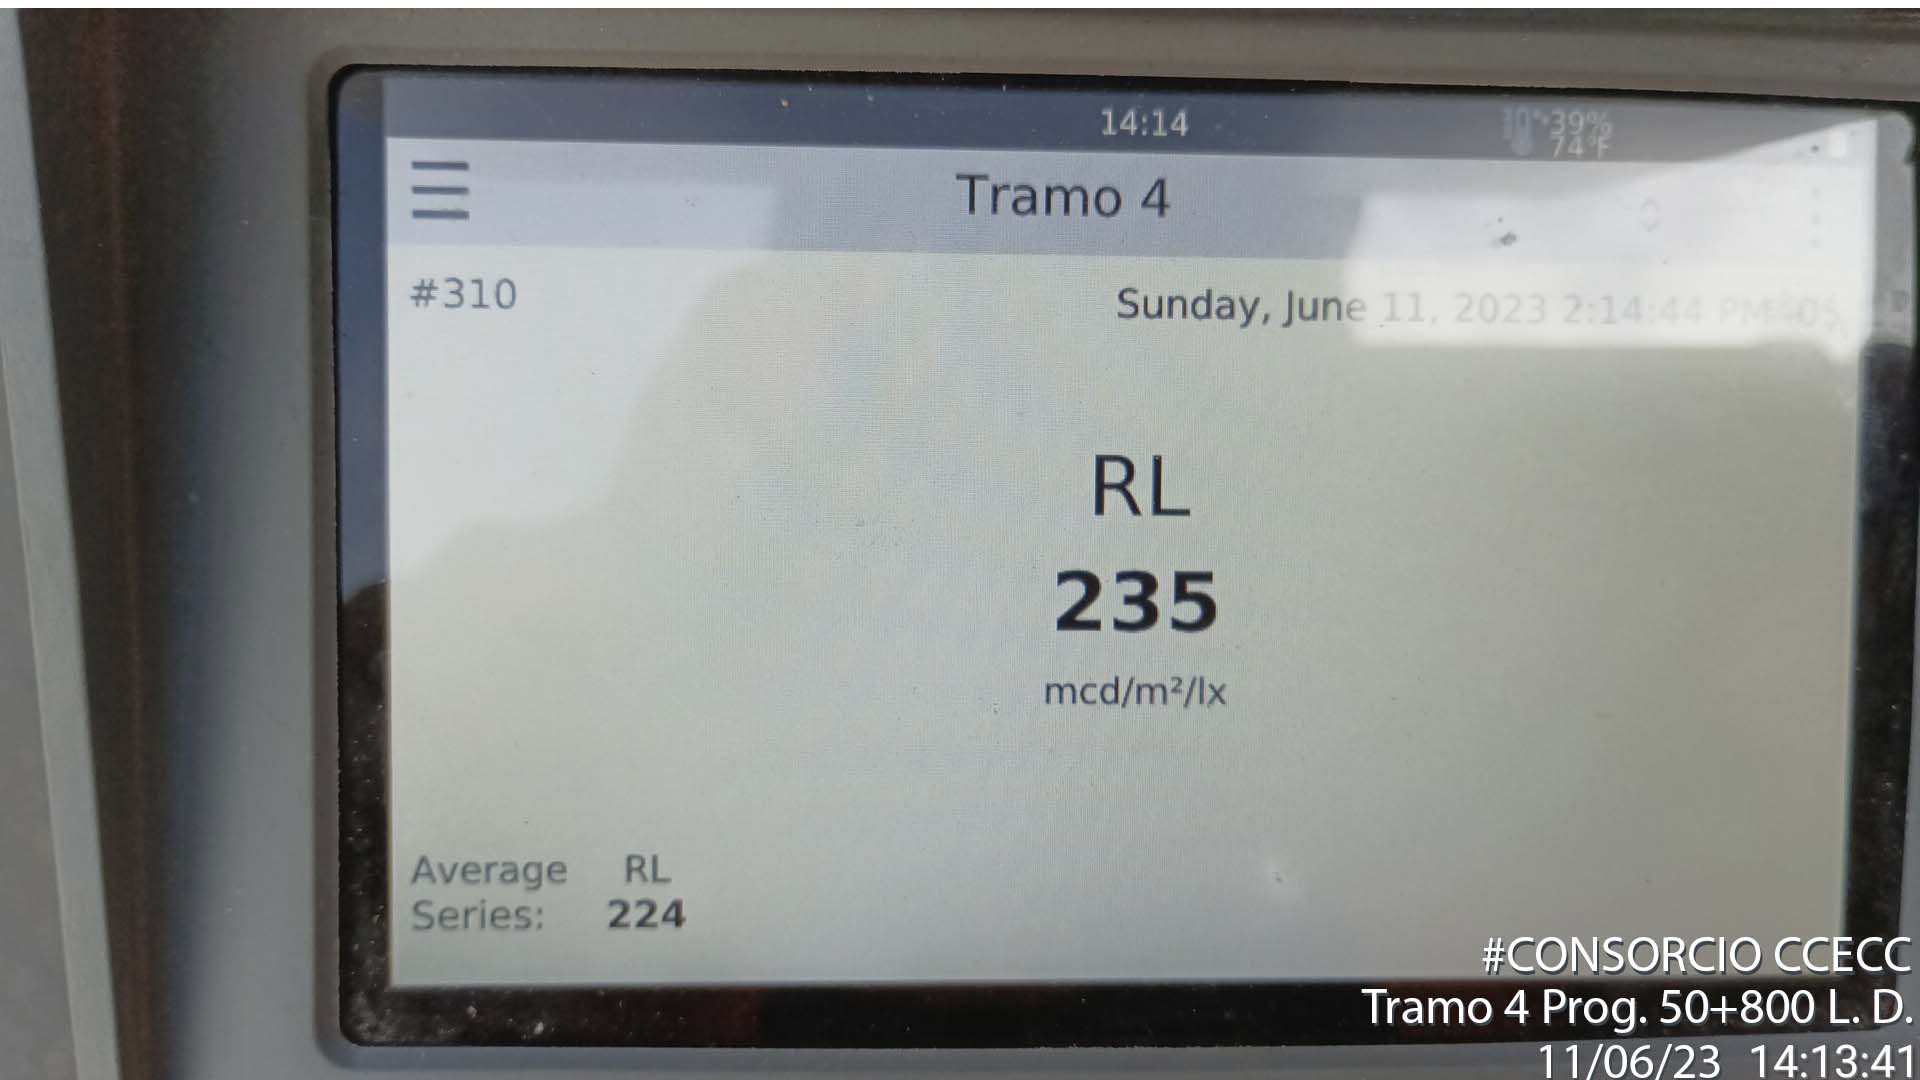 14:14
39%
74°F
Tramo 4
#310
Sunday, June 11, 2023 2:14:44 PM -05
RL
235
mcd/m²/lx
Average RL
Series: 224
#CONSORCIO CCECC
Tramo 4 Prog. 50+800 L. D.
11/06/23 14:13:41